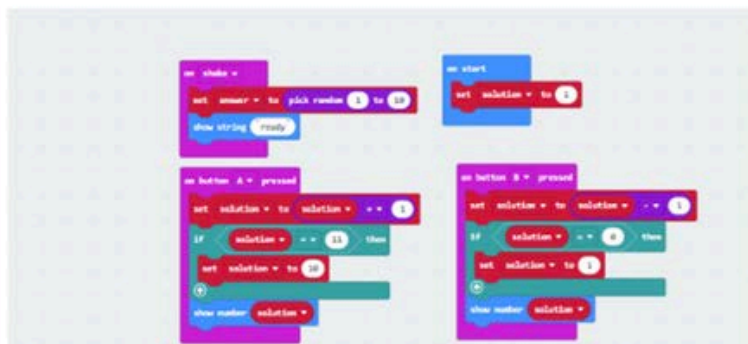 on shake
set answer to pick random 1 to 10
show string ready
on start
set solution to 1
on button A pressed
set solution to solution + 1
if solution = 11 then
set solution to 10
show number solution
on button B pressed
set solution to solution - 1
if solution = 0 then
set solution to 1
show number solution